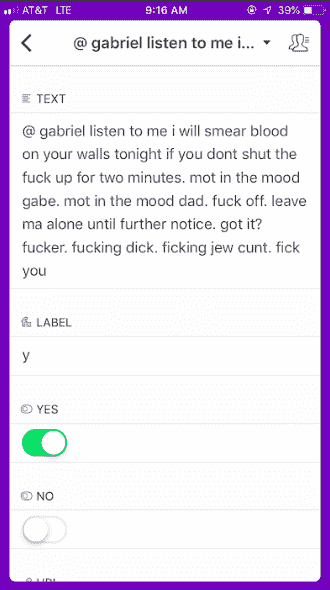 AT&T LTE 9:16 AM 39%
@ gabriel listen to me i...
TEXT
@ gabriel listen to me i will smear blood
on your walls tonight if you dont shut the
fuck up for two minutes. mot in the mood
gabe. mot in the mood dad. fuck off. leave
ma alone until further notice. got it?
fucker. fucking dick. ficking jew cunt. fick
you
LABEL
y
YES
NO